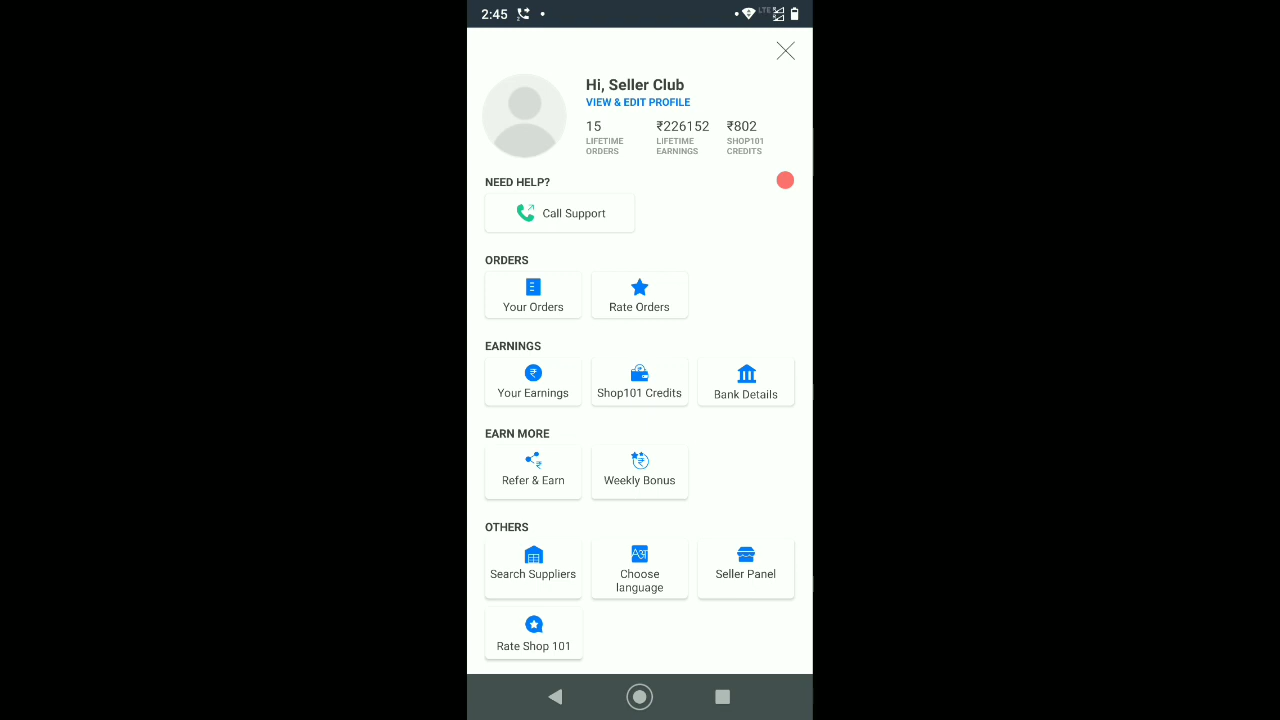 2:45
LTE
Hi, Seller Club
VIEW & EDIT PROFILE
15 ₹226152 ₹802
LIFETIME LIFETIME SHOP101
ORDERS EARNINGS CREDITS
NEED HELP?
Call Support
ORDERS
Your Orders Rate Orders
EARNINGS
Your Earnings Shop101 Credits Bank Details
EARN MORE
Refer & Earn Weekly Bonus
OTHERS
Search Suppliers Choose Seller Panel
language
Rate Shop 101